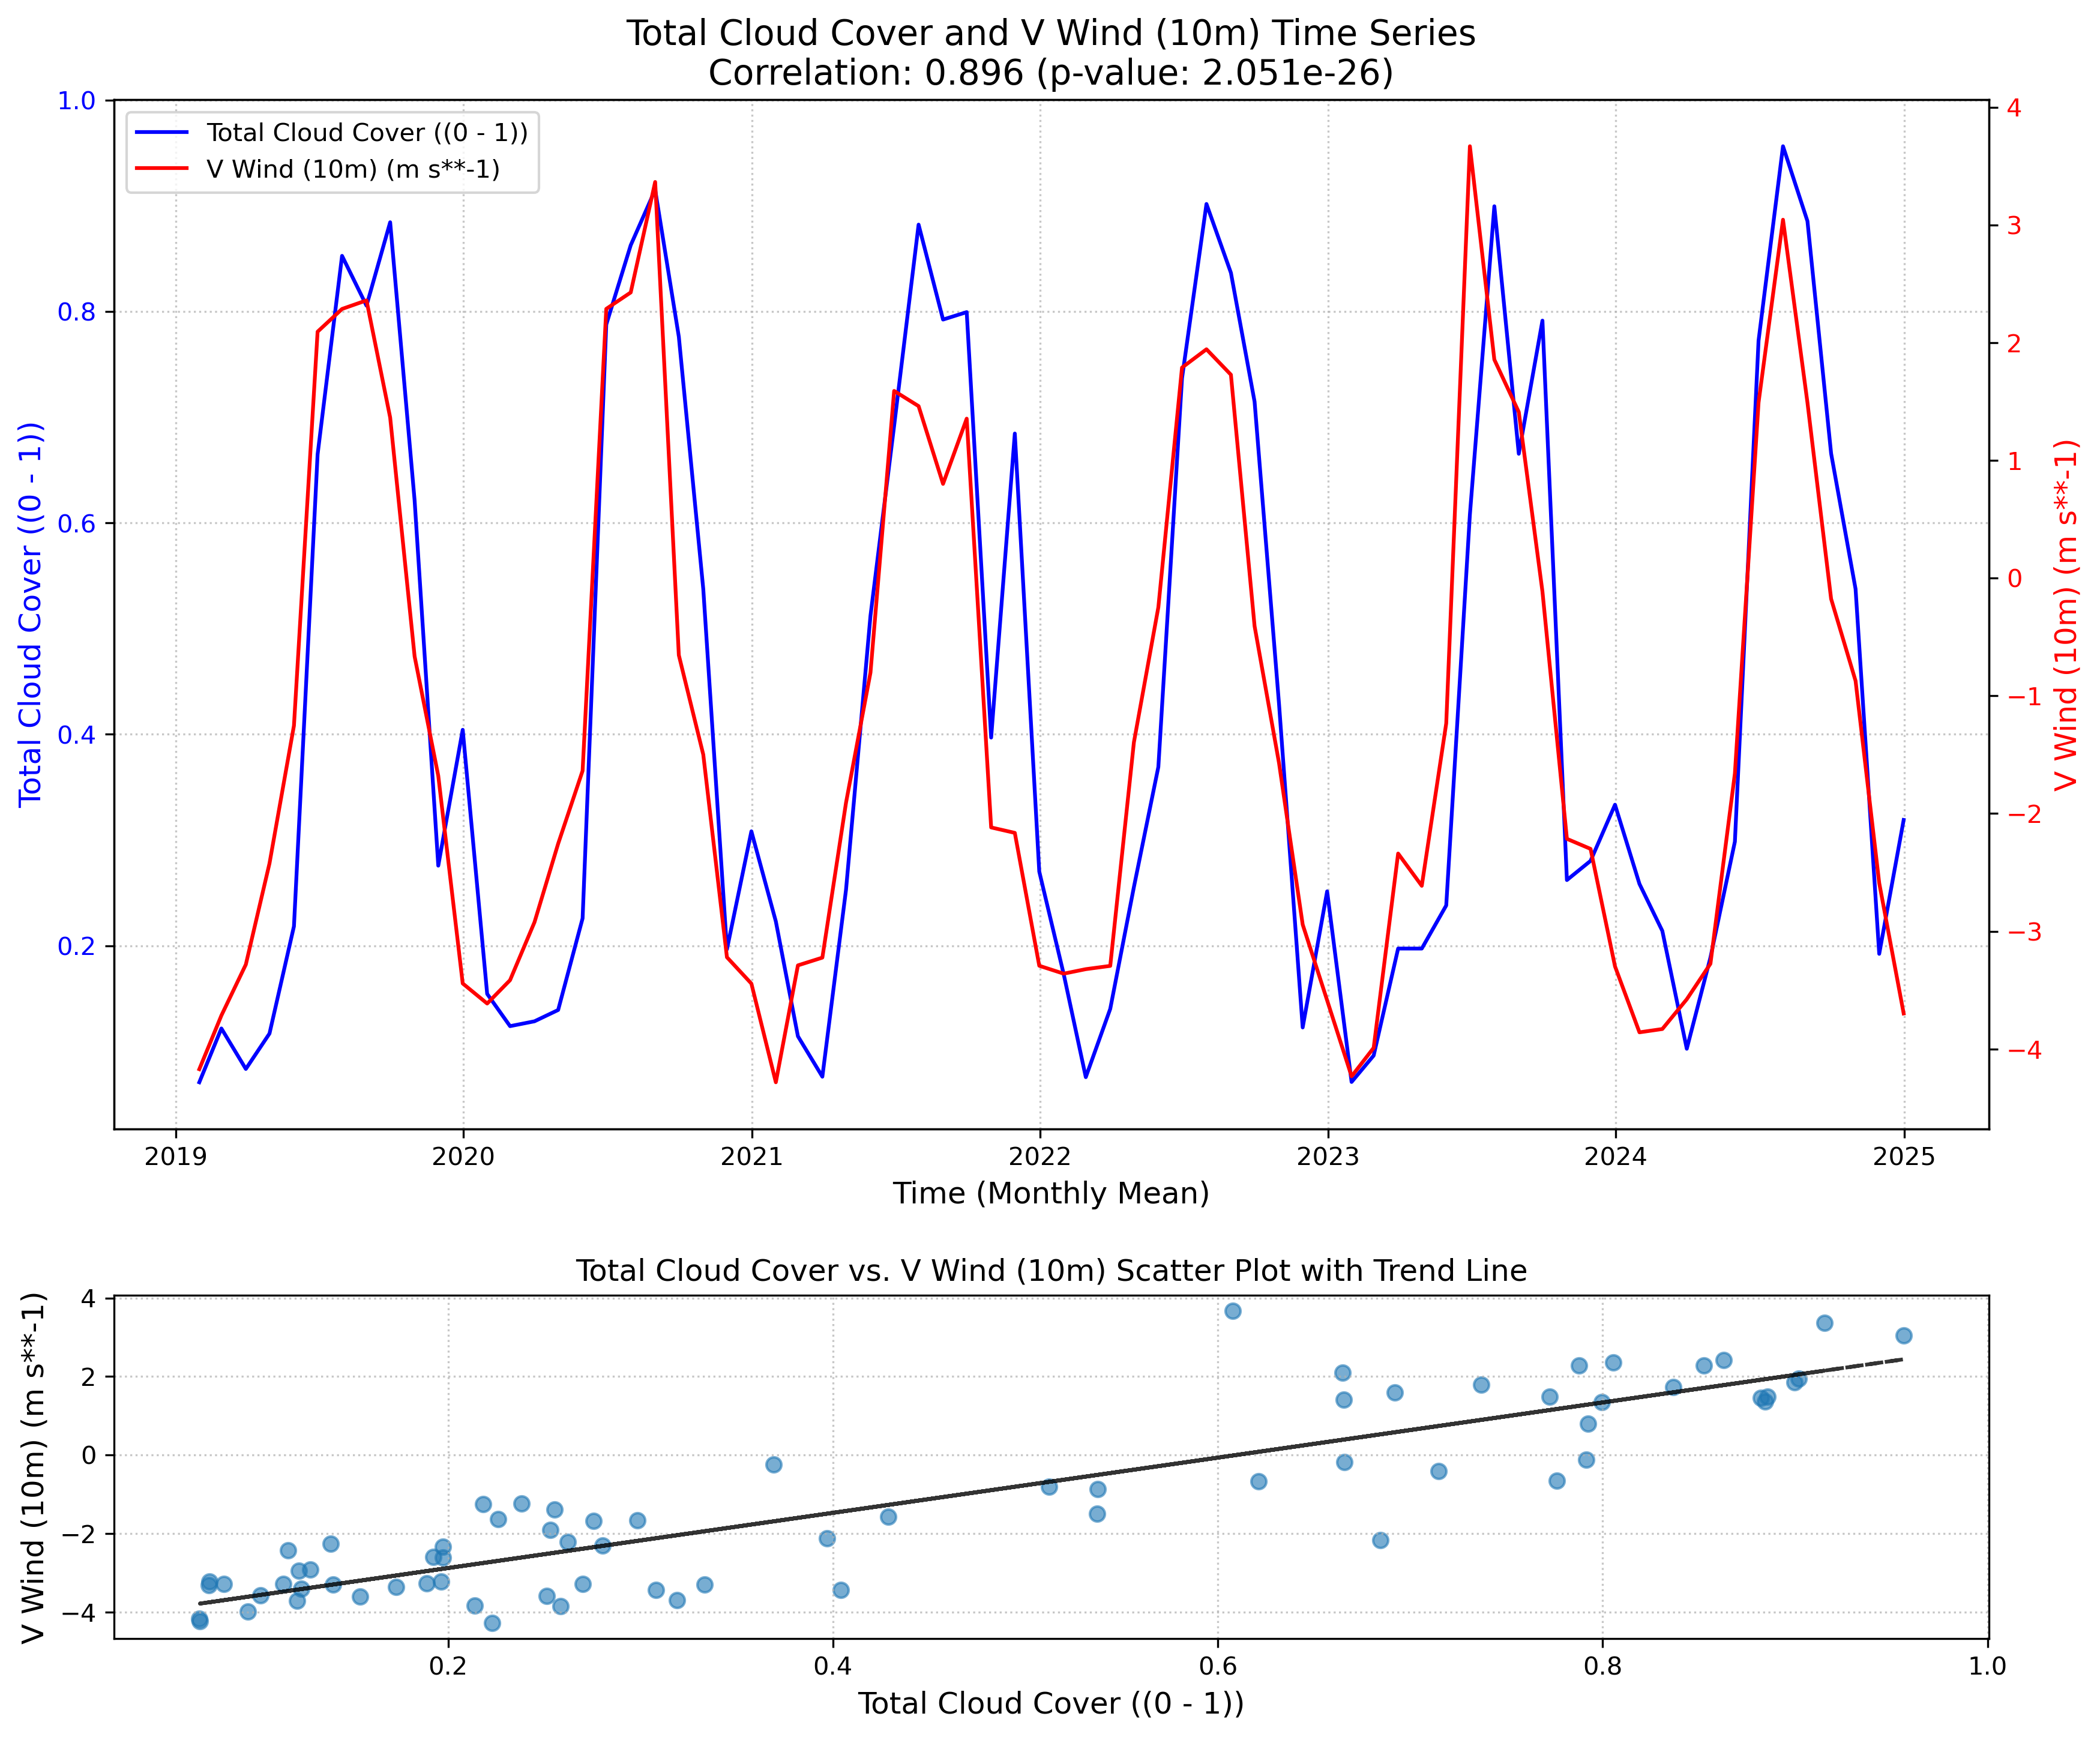 Total Cloud Cover and V Wind (10m) Time Series
Correlation: 0.896 (p-value: 2.051e-26)
Total Cloud Cover ((0 - 1))
V Wind (10m) (m s**-1)
Total Cloud Cover ((0 - 1))
1.0
0.8
0.6
0.4
0.2
4
3
2
1
0
−1
−2
−3
−4
V Wind (10m) (m s**-1)
2019 2020 2021 2022 2023 2024 2025
Time (Monthly Mean)
Total Cloud Cover vs. V Wind (10m) Scatter Plot with Trend Line
V Wind (10m) (m s**-1)
4
2
0
−2
−4
0.2 0.4 0.6 0.8 1.0
Total Cloud Cover ((0 - 1))